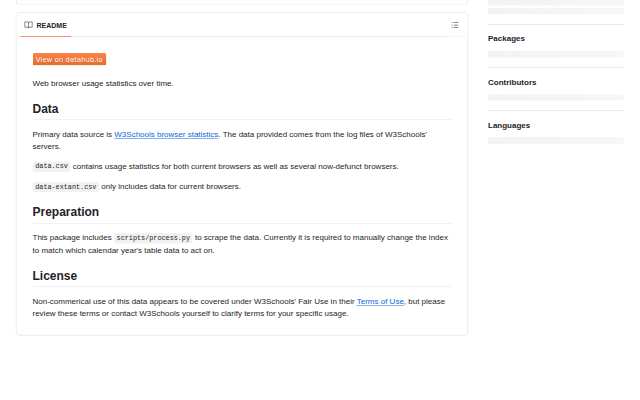 README
View on datahub.io
Web browser usage statistics over time.
Data
Primary data source is W3Schools browser statistics. The data provided comes from the log files of W3Schools'
servers.
data.csv contains usage statistics for both current browsers as well as several now-defunct browsers.
data-extant.csv only includes data for current browsers.
Preparation
This package includes scripts/process.py to scrape the data. Currently it is required to manually change the index
to match which calendar year's table data to act on.
License
Non-commerical use of this data appears to be covered under W3Schools' Fair Use in their Terms of Use, but please
review these terms or contact W3Schools yourself to clarify terms for your specific usage.
Packages
Contributors
Languages